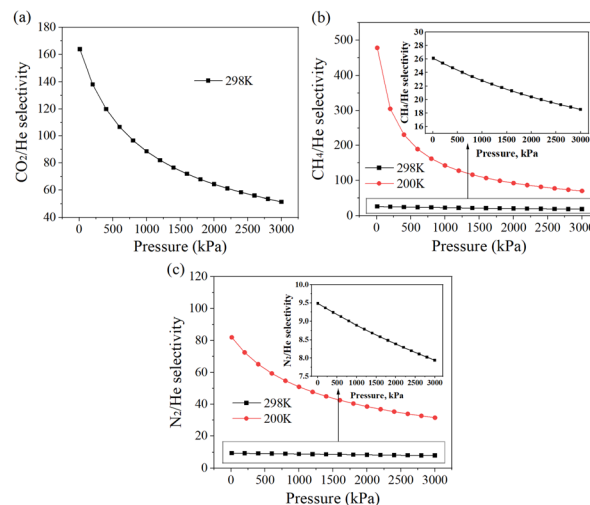 (a)
CO₂/He selectivity
160
140
120
100
80
60
40
298K
0 500 1000 1500 2000 2500 3000
Pressure (kPa)
(b)
CH₄/He selectivity
500
400
300
200
100
0
298K
200K
0 500 1000 1500 2000 2500 3000
Pressure (kPa)
CH₄/He selectivity
28
26
24
22
20
18
16
0 500 1000 1500 2000 2500 3000
Pressure, kPa
(c)
N₂/He selectivity
120
100
80
60
40
20
0
298K
200K
0 500 1000 1500 2000 2500 3000
Pressure (kPa)
N₂/He selectivity
10.0
9.5
9.0
8.5
8.0
7.5
0 500 1000 1500 2000 2500 3000
Pressure, kPa